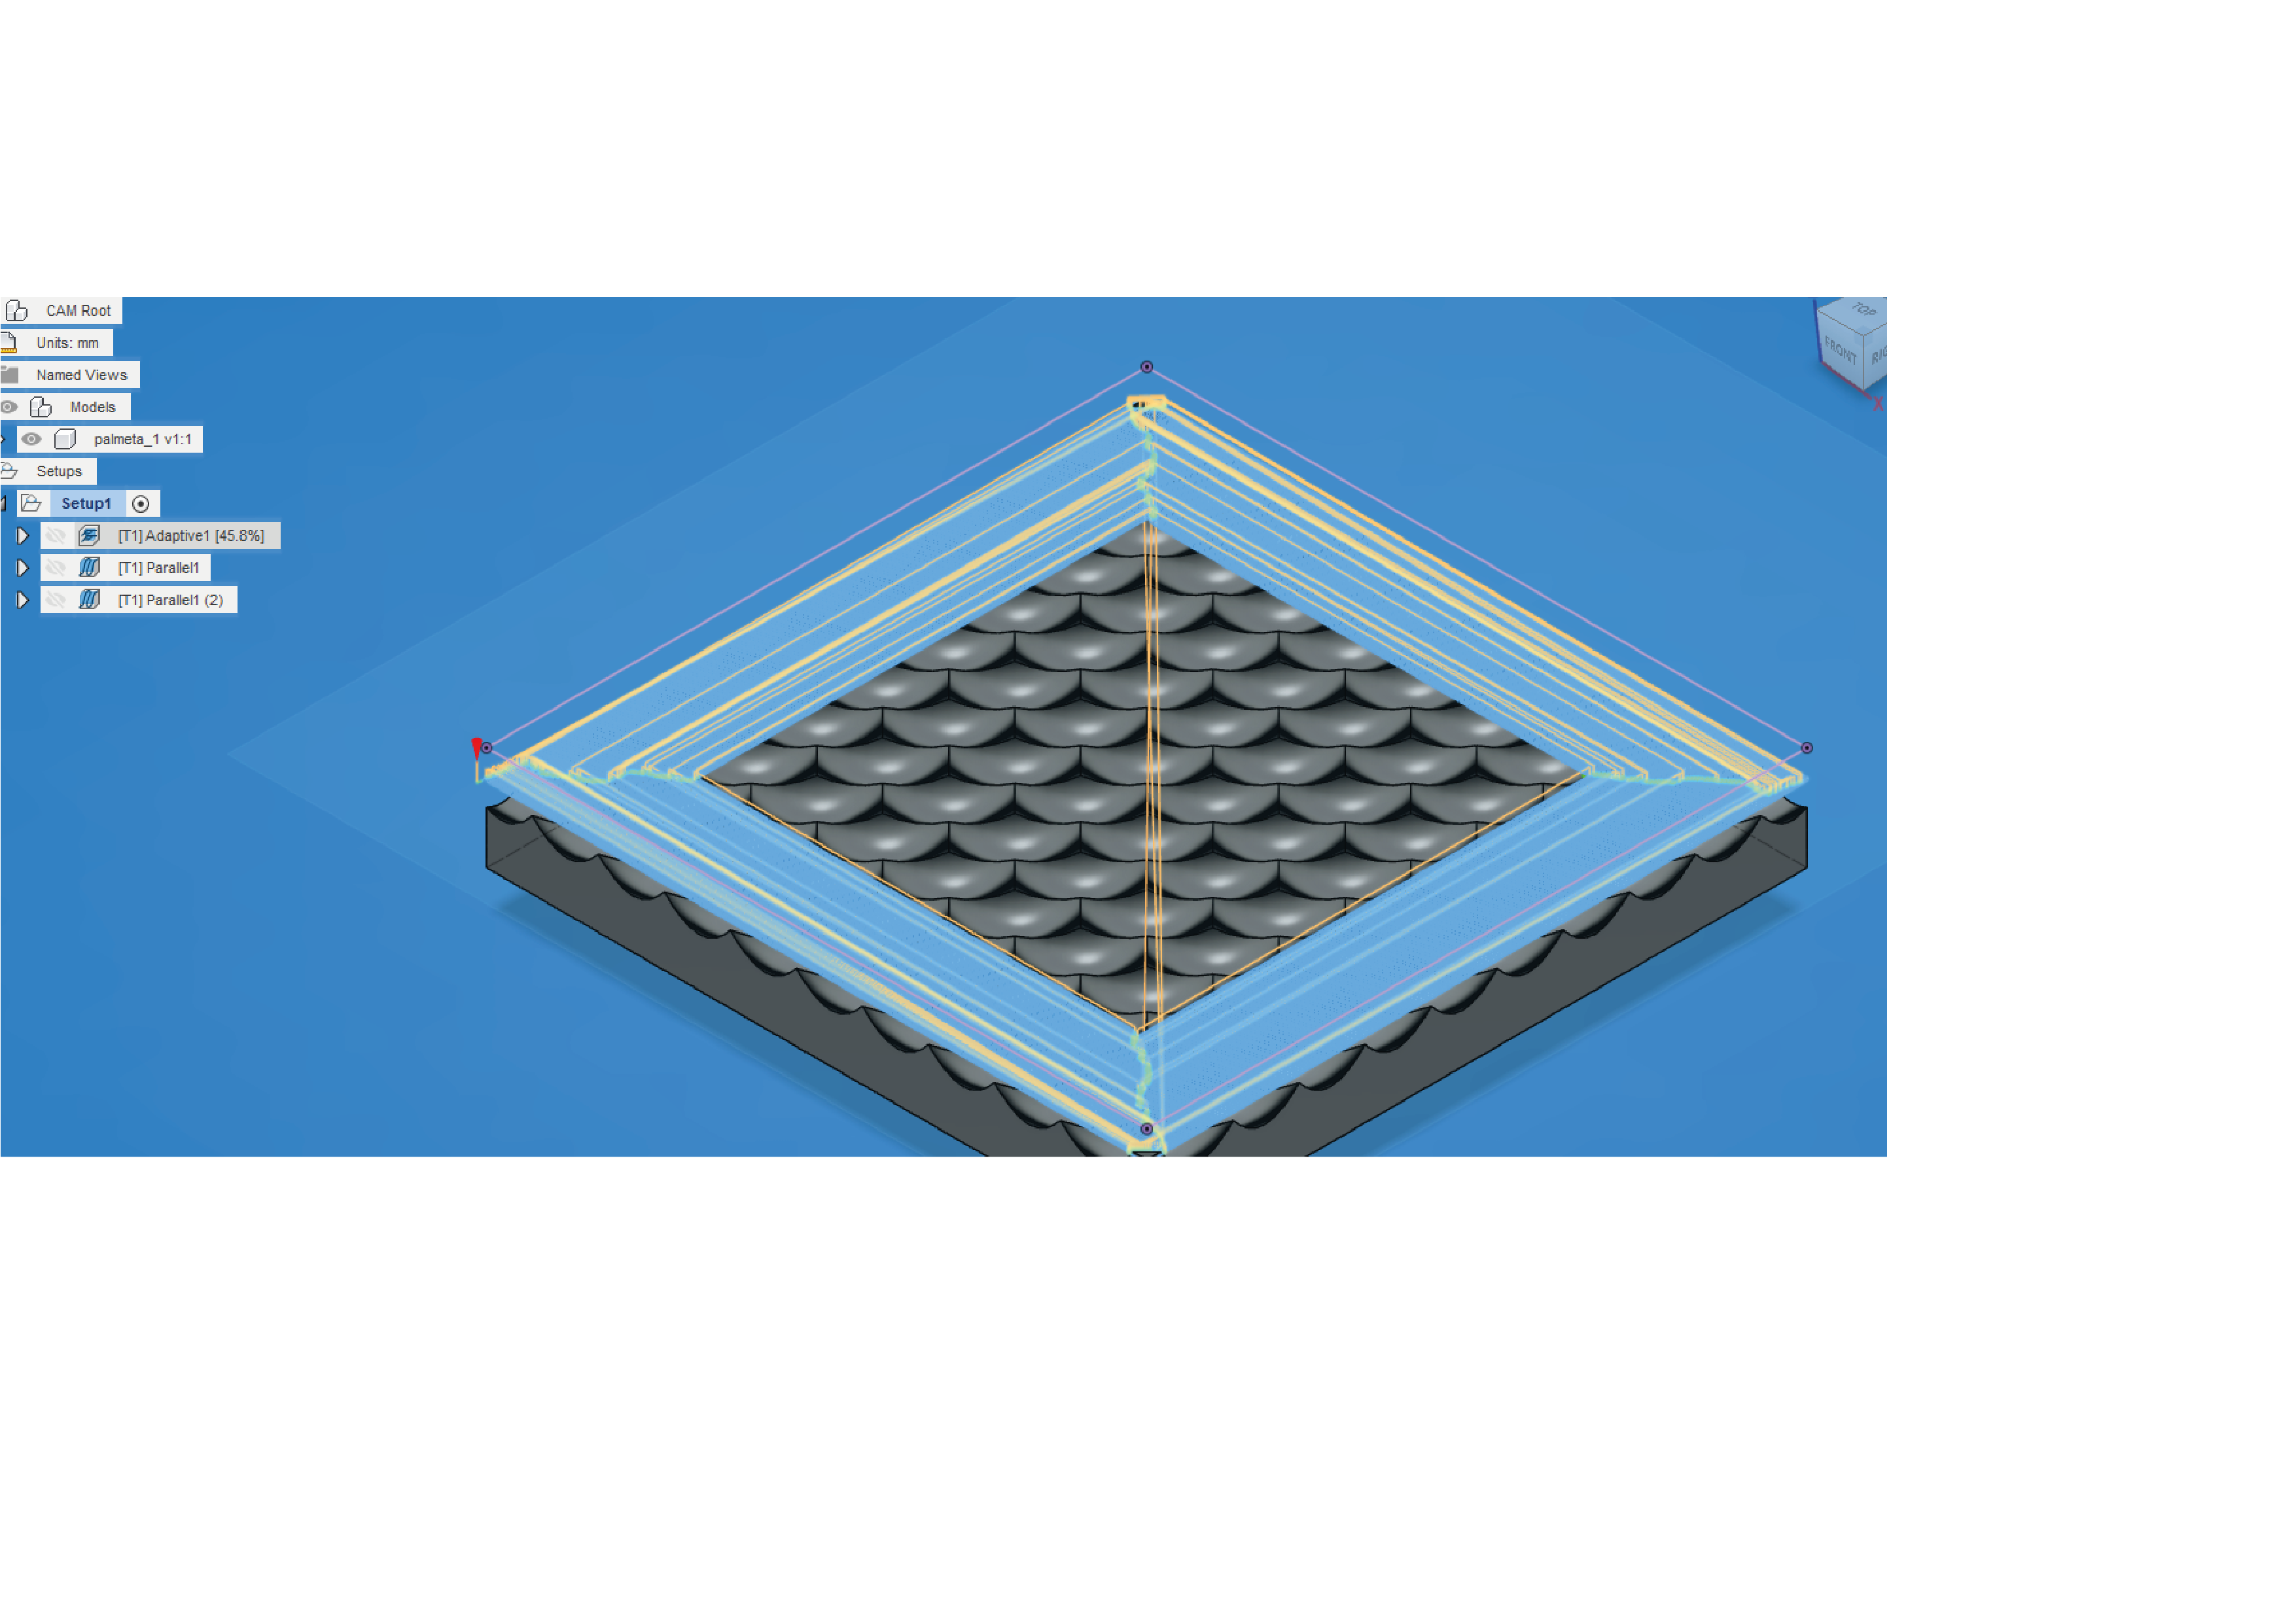 CAM Root
Units: mm
Named Views
Models
palmeta_1 v1:1
Setups
Setup1
[T1] Adaptive1 [45.8%]
[T1] Parallel1
[T1] Parallel1 (2)
TOP
FRONT
X